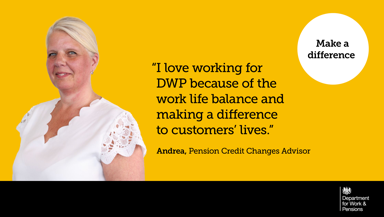 Make a
difference
“I love working for
DWP because of the
work life balance and
making a difference
to customers’ lives.”
Andrea, Pension Credit Changes Advisor
Department
for Work &
Pensions